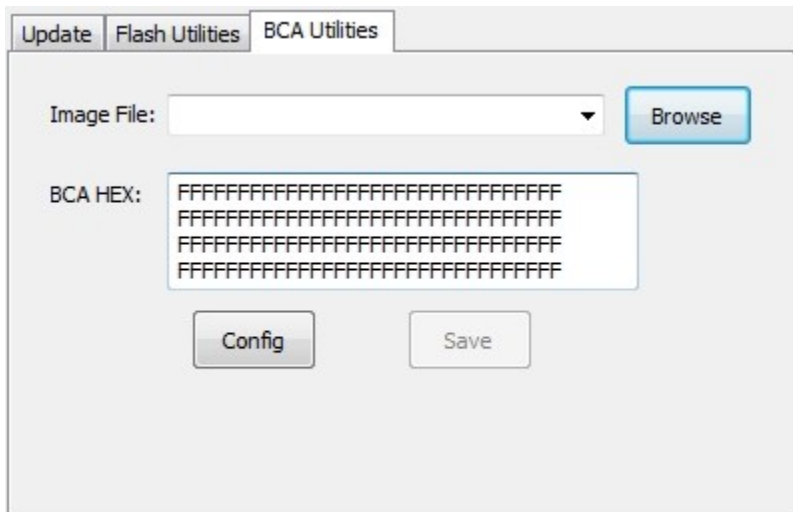 Update Flash Utilities BCA Utilities
Image File: Browse
BCA HEX: FFFFFFFFFFFFFFFFFFFFFFFFFFFFFFFF
FFFFFFFFFFFFFFFFFFFFFFFFFFFFFFFF
FFFFFFFFFFFFFFFFFFFFFFFFFFFFFFFF
FFFFFFFFFFFFFFFFFFFFFFFFFFFFFFFF
Config Save